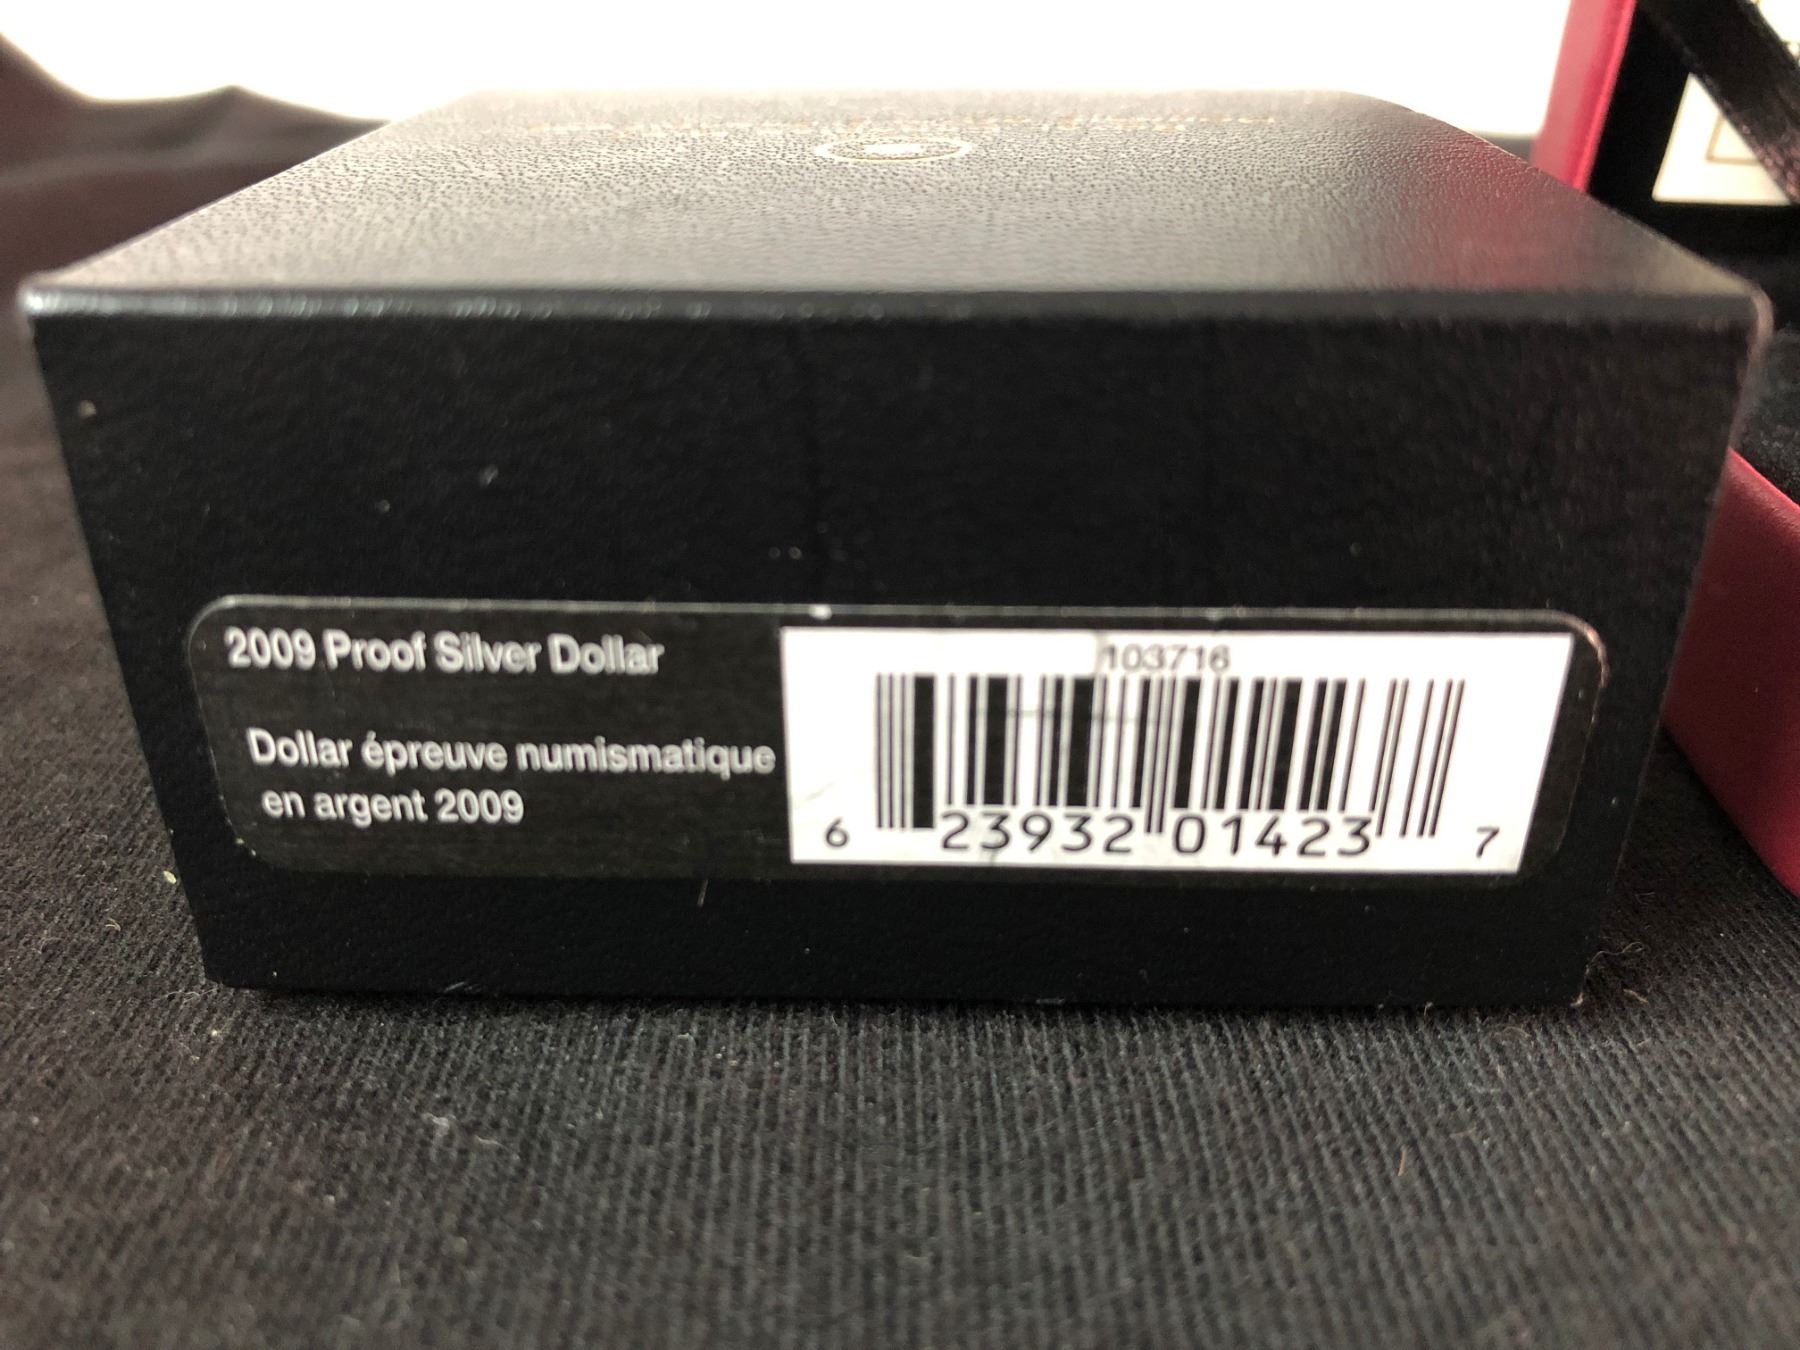 2009 Proof Silver Dollar
Dollar épreuve numismatique
en argent 2009
103716
6 23932 01423 7